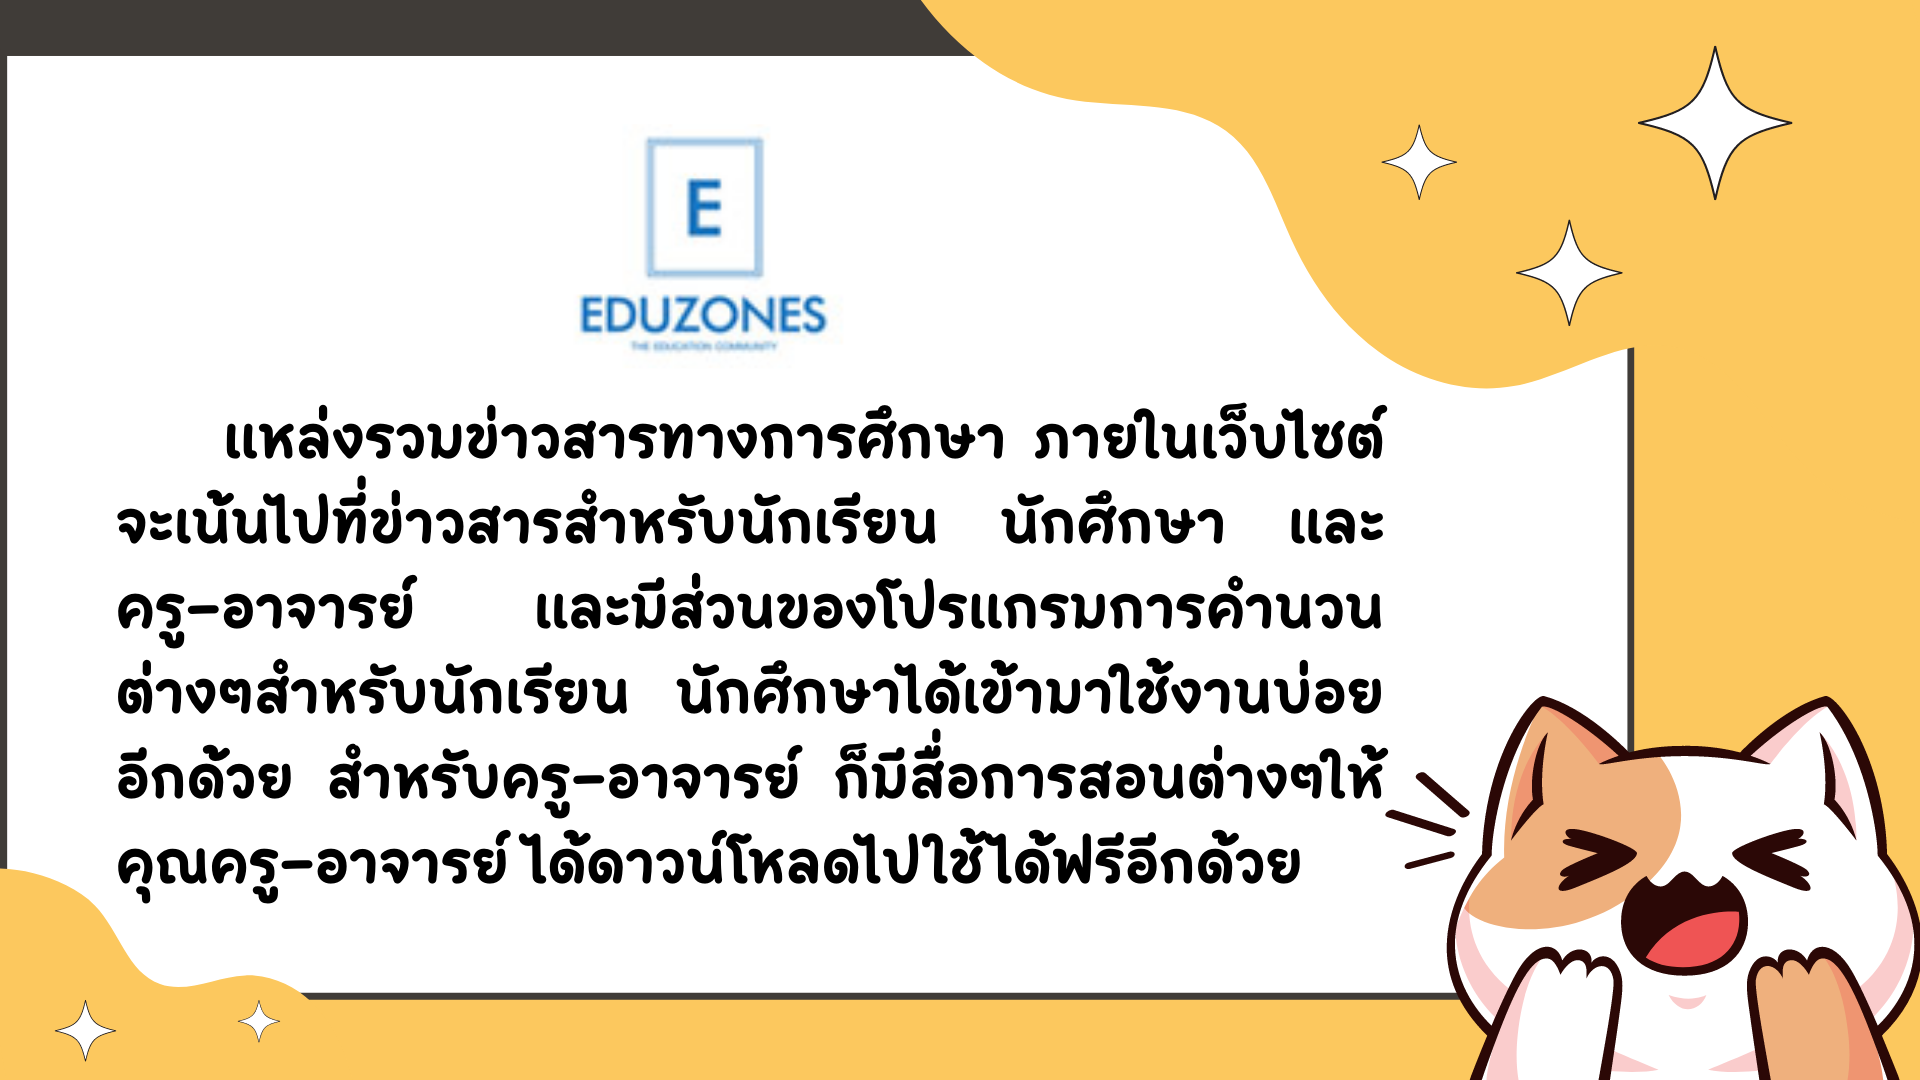 E
EDUZONES
THE EDUCATION COMMUNITY
แหล่งรวมข่าวสารทางการศึกษา ภายในเว็บไซต์
จะเน้นไปที่ข่าวสารสำหรับนักเรียน นักศึกษา และ
ครู-อาจารย์ และมีส่วนของโปรแกรมการคำนวน
ต่างๆสำหรับนักเรียน นักศึกษาได้เข้ามาใช้งานบ่อย
อีกด้วย สำหรับครู-อาจารย์ ก็มีสื่อการสอนต่างๆให้
คุณครู-อาจารย์ ได้ดาวน์โหลดไปใช้ได้ฟรีอีกด้วย